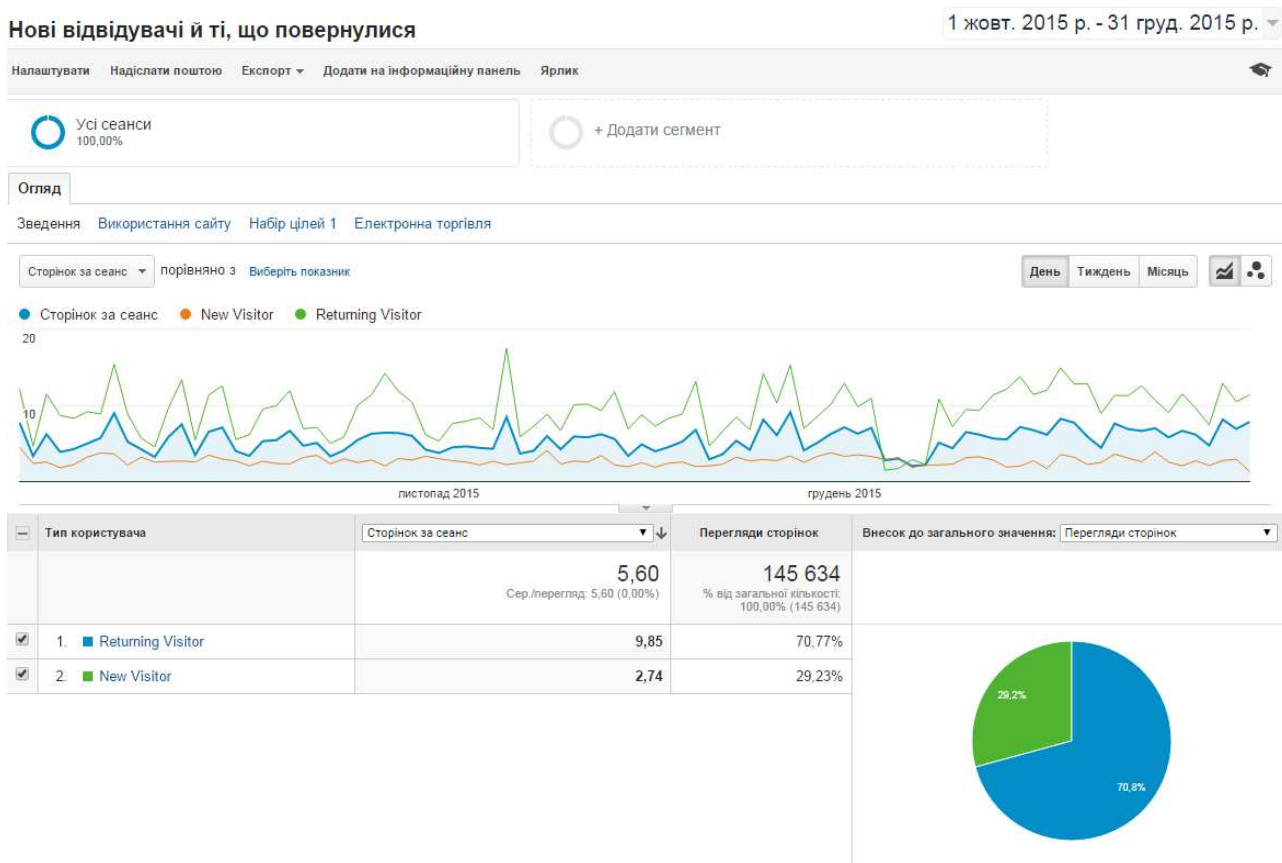 Нові відвідувачі й ті, що повернулися
1 жовт. 2015 р. - 31 груд. 2015 р.
Налаштувати Надіслати поштою Експорт Додати на інформаційну панель Ярлик
Усі сеанси
100,00%
+ Додати сегмент
Огляд
Зведення Використання сайту Набір цілей 1 Електронна торгівля
Сторінок за сеанс порівняно з Виберіть показник
День Тиждень Місяць
Сторінок за сеанс New Visitor Returning Visitor
20
10
листопад 2015 грудень 2015
Тип користувача Сторінок за сеанс Перегляди сторінок Внесок до загального значення: Перегляди сторінок
5,60 145 634
Сер./перегляд: 5,60 (0,00%) % від загальної кількості:
100,00% (145 634)
1. Returning Visitor 9,85 70,77%
2. New Visitor 2,74 29,23%
29,2%
70,8%